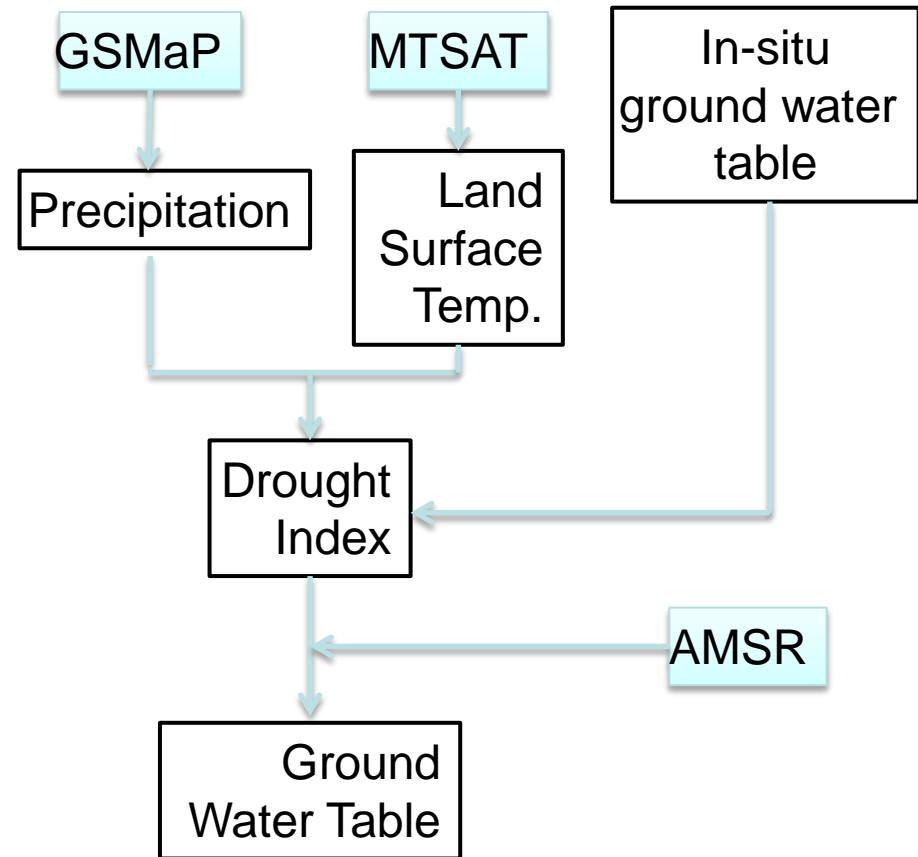 GSMaP
MTSAT
In-situ
ground water
table
Precipitation
Land
Surface
Temp.
Drought
Index
AMSR
Ground
Water Table